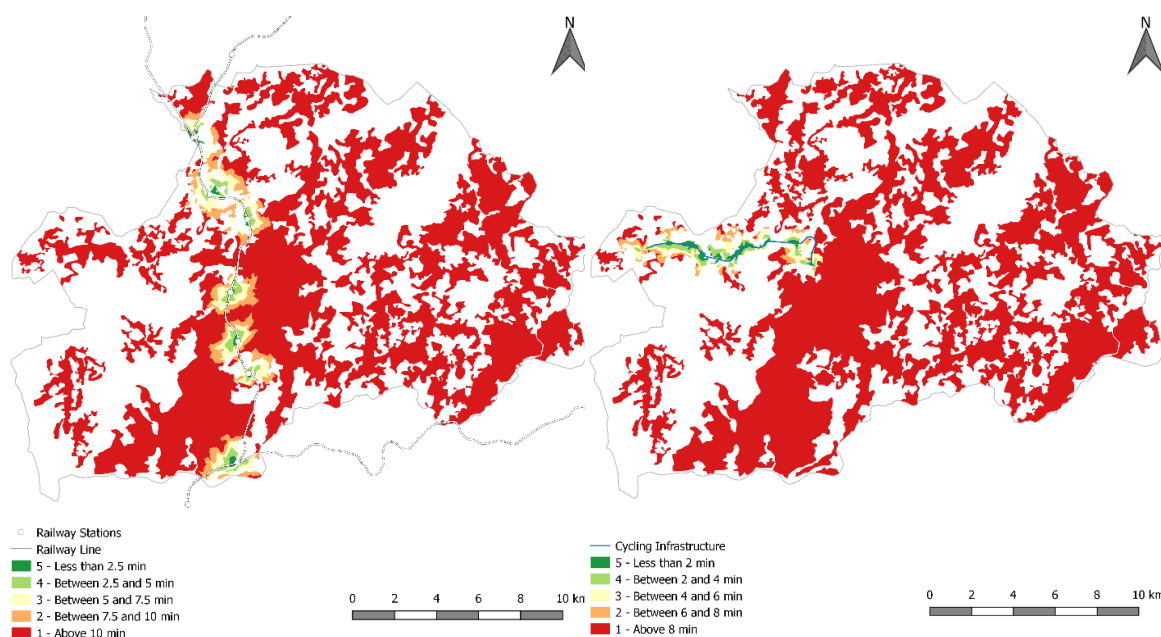 N
N
Railway Stations
Railway Line
5 - Less than 2.5 min
4 - Between 2.5 and 5 min
3 - Between 5 and 7.5 min
2 - Between 7.5 and 10 min
1 - Above 10 min
0 2 4 6 8 10 km
Cycling Infrastructure
5 - Less than 2 min
4 - Between 2 and 4 min
3 - Between 4 and 6 min
2 - Between 6 and 8 min
1 - Above 8 min
0 2 4 6 8 10 km